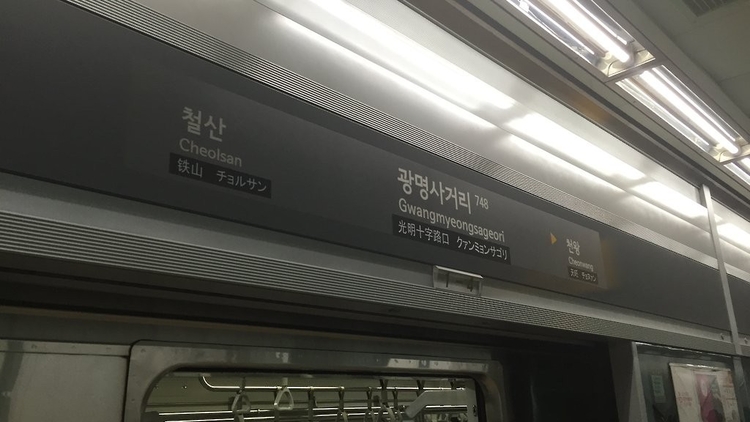 철산
Cheolsan
铁山 チョルサン
광명사거리 748
Gwangmyeongsageori
光明十字路口 クァンミョンサゴリ
천왕
Cheonwang